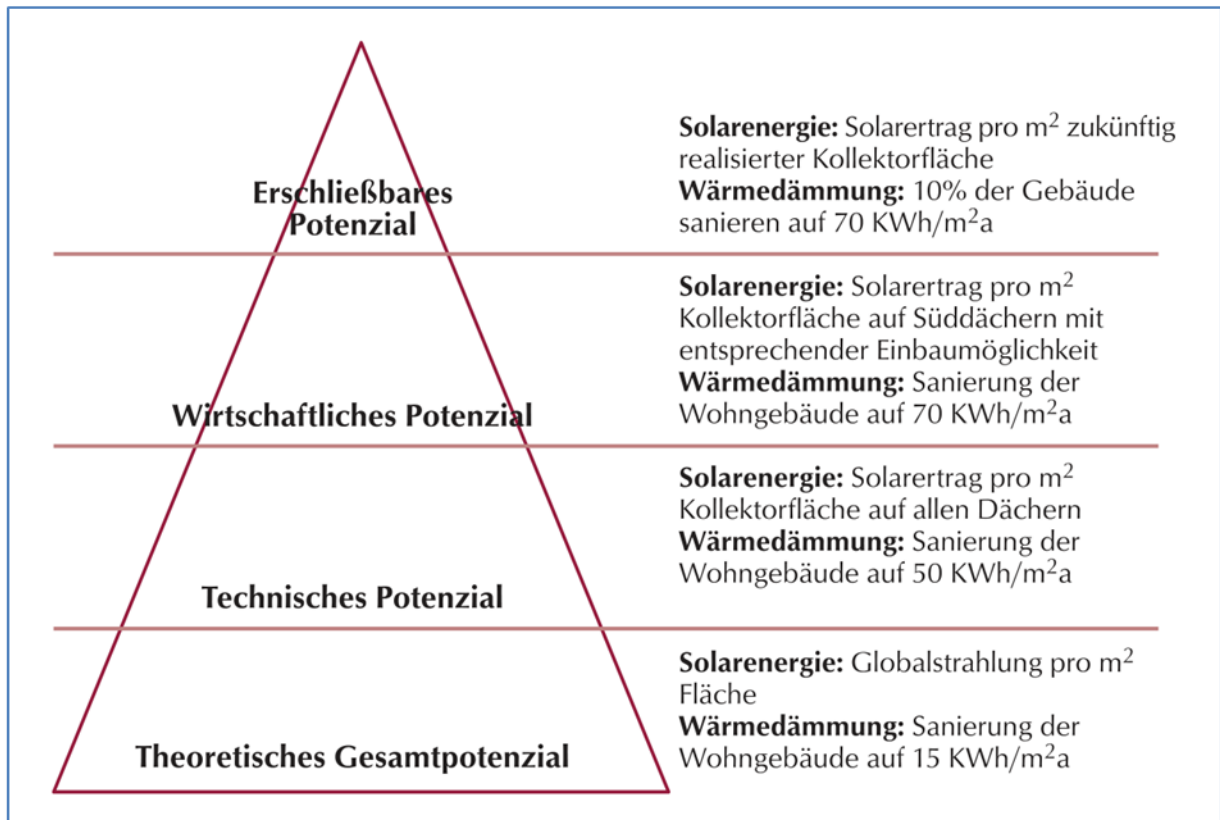 Erschließbares
Potenzial
Solarenergie: Solarertrag pro m² zukünftig
realisierter Kollektorfläche
Wärmedämmung: 10% der Gebäude
sanieren auf 70 KWh/m²a
Wirtschaftliches Potenzial
Solarenergie: Solarertrag pro m²
Kollektorfläche auf Süddächern mit
entsprechender Einbaumöglichkeit
Wärmedämmung: Sanierung der
Wohngebäude auf 70 KWh/m²a
Technisches Potenzial
Solarenergie: Solarertrag pro m²
Kollektorfläche auf allen Dächern
Wärmedämmung: Sanierung der
Wohngebäude auf 50 KWh/m²a
Theoretisches Gesamtpotenzial
Solarenergie: Globalstrahlung pro m²
Fläche
Wärmedämmung: Sanierung der
Wohngebäude auf 15 KWh/m²a